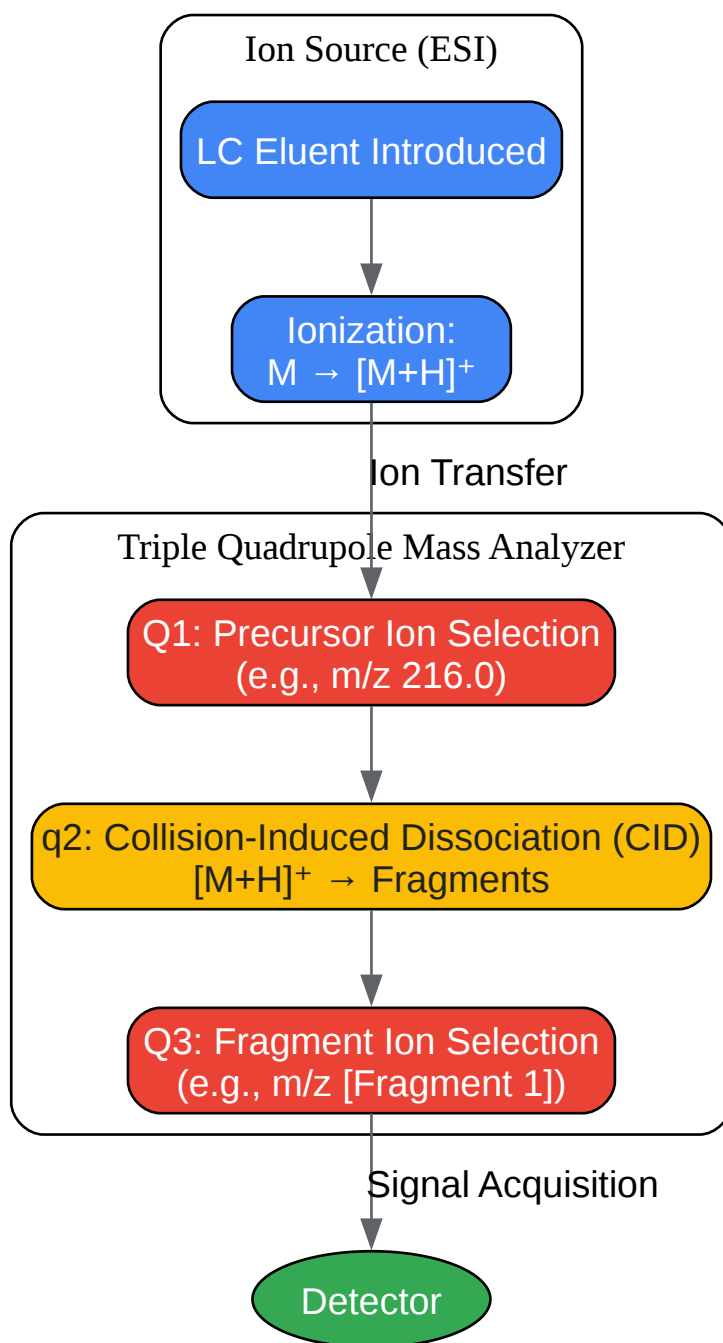 Ion Source (ESI)
LC Eluent Introduced
Ionization:
M → [M+H]⁺
Ion Transfer
Triple Quadrupole Mass Analyzer
Q1: Precursor Ion Selection
(e.g., m/z 216.0)
q2: Collision-Induced Dissociation (CID)
[M+H]⁺ → Fragments
Q3: Fragment Ion Selection
(e.g., m/z [Fragment 1])
Signal Acquisition
Detector